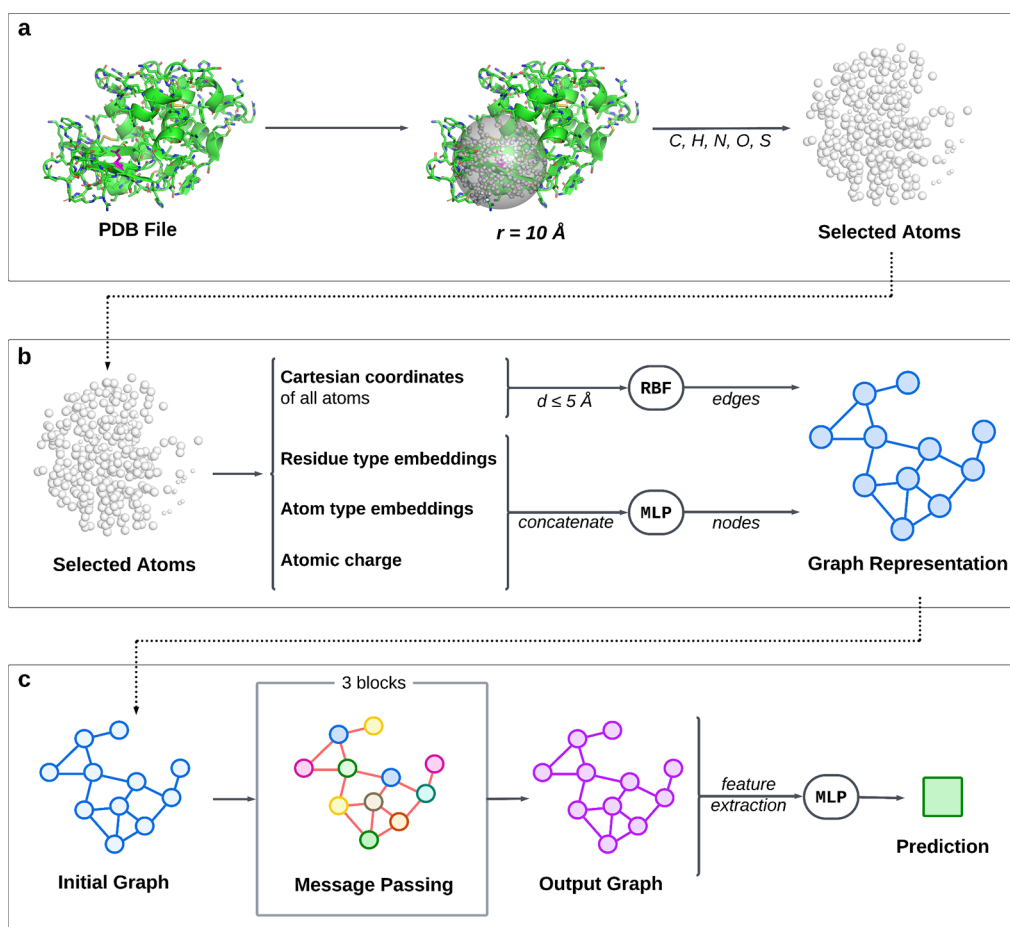 a
PDB File
r = 10 Å
C, H, N, O, S
Selected Atoms
b
Selected Atoms
Cartesian coordinates
of all atoms
Residue type embeddings
Atom type embeddings
Atomic charge
d ≤ 5 Å
RBF
edges
concatenate
MLP
nodes
Graph Representation
c
Initial Graph
3 blocks
Message Passing
Output Graph
feature
extraction
MLP
Prediction